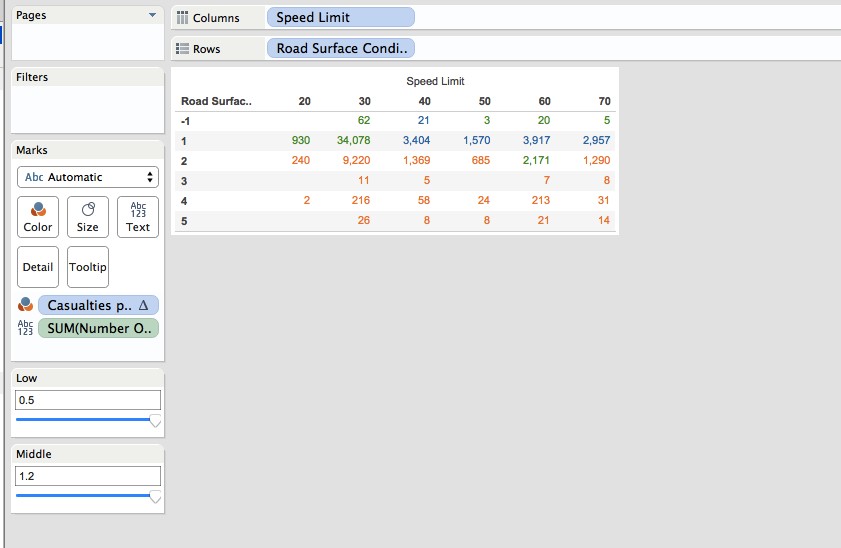 Pages
Columns Speed Limit
Rows Road Surface Condi..
Filters
Marks
Abc Automatic
Color Size Abc 123 Text
Detail Tooltip
Casualties p.. Δ
Abc 123 SUM(Number O..
Low
0.5
Middle
1.2
Speed Limit
Road Surfac.. 20 30 40 50 60 70
-1 62 21 3 20 5
1 930 34,078 3,404 1,570 3,917 2,957
2 240 9,220 1,369 685 2,171 1,290
3 11 5 7 8
4 2 216 58 24 213 31
5 26 8 8 21 14